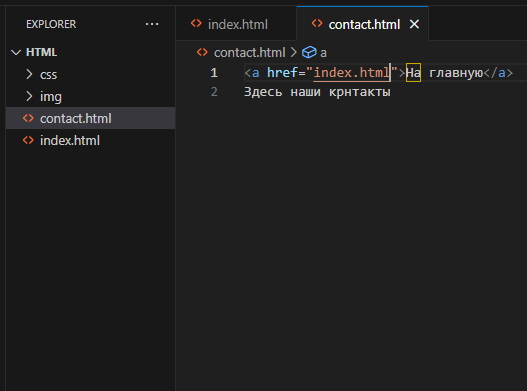 EXPLORER ...
index.html contact.html
HTML
contact.html > a
css
1 <a href="index.html">На главную</a>
img
2 Здесь наши крнтакты
contact.html
index.html